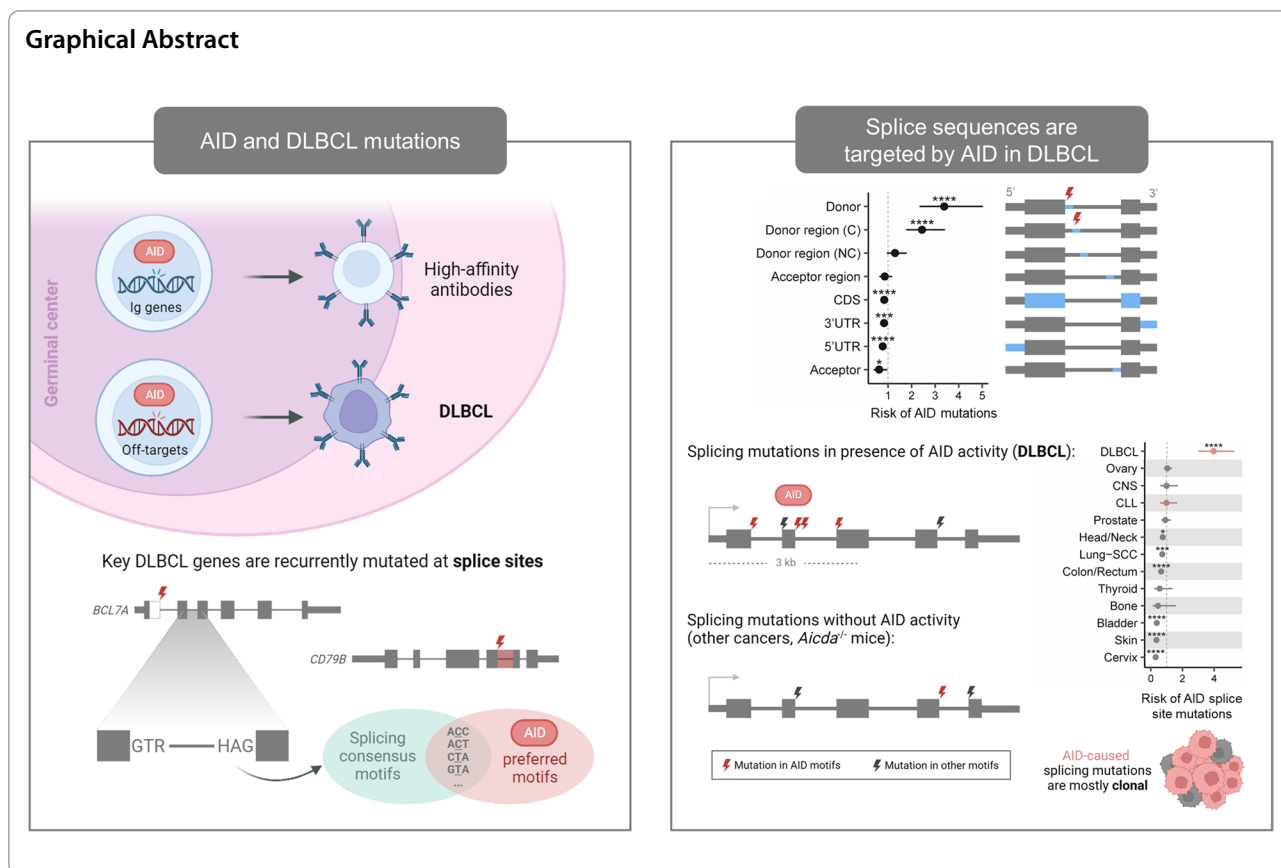 Graphical Abstract
AID and DLBCL mutations
Germinal center
AID
Ig genes
High-affinity
antibodies
AID
Off-targets
DLBCL
Key DLBCL genes are recurrently mutated at splice sites
BCL7A
CD79B
GTR
HAG
Splicing
consensus
motifs
ACC
ACT
CTA
GTA
...
AID
preferred
motifs
Splice sequences are
targeted by AID in DLBCL
5'
3'
Donor
****
Donor region (C)
****
Donor region (NC)
Acceptor region
CDS
****
3'UTR
***
5'UTR
****
Acceptor
*
1 2 3 4 5
Risk of AID mutations
Splicing mutations in presence of AID activity (DLBCL):
AID
3 kb
Splicing mutations without AID activity
(other cancers, Aicda-/- mice):
Mutation in AID motifs
Mutation in other motifs
DLBCL
****
Ovary
CNS
CLL
Prostate
Head/Neck
*
Lung−SCC
***
Colon/Rectum
****
Thyroid
Bone
Bladder
****
Skin
****
Cervix
****
0 2 4
Risk of AID splice
site mutations
AID-caused
splicing mutations
are mostly clonal